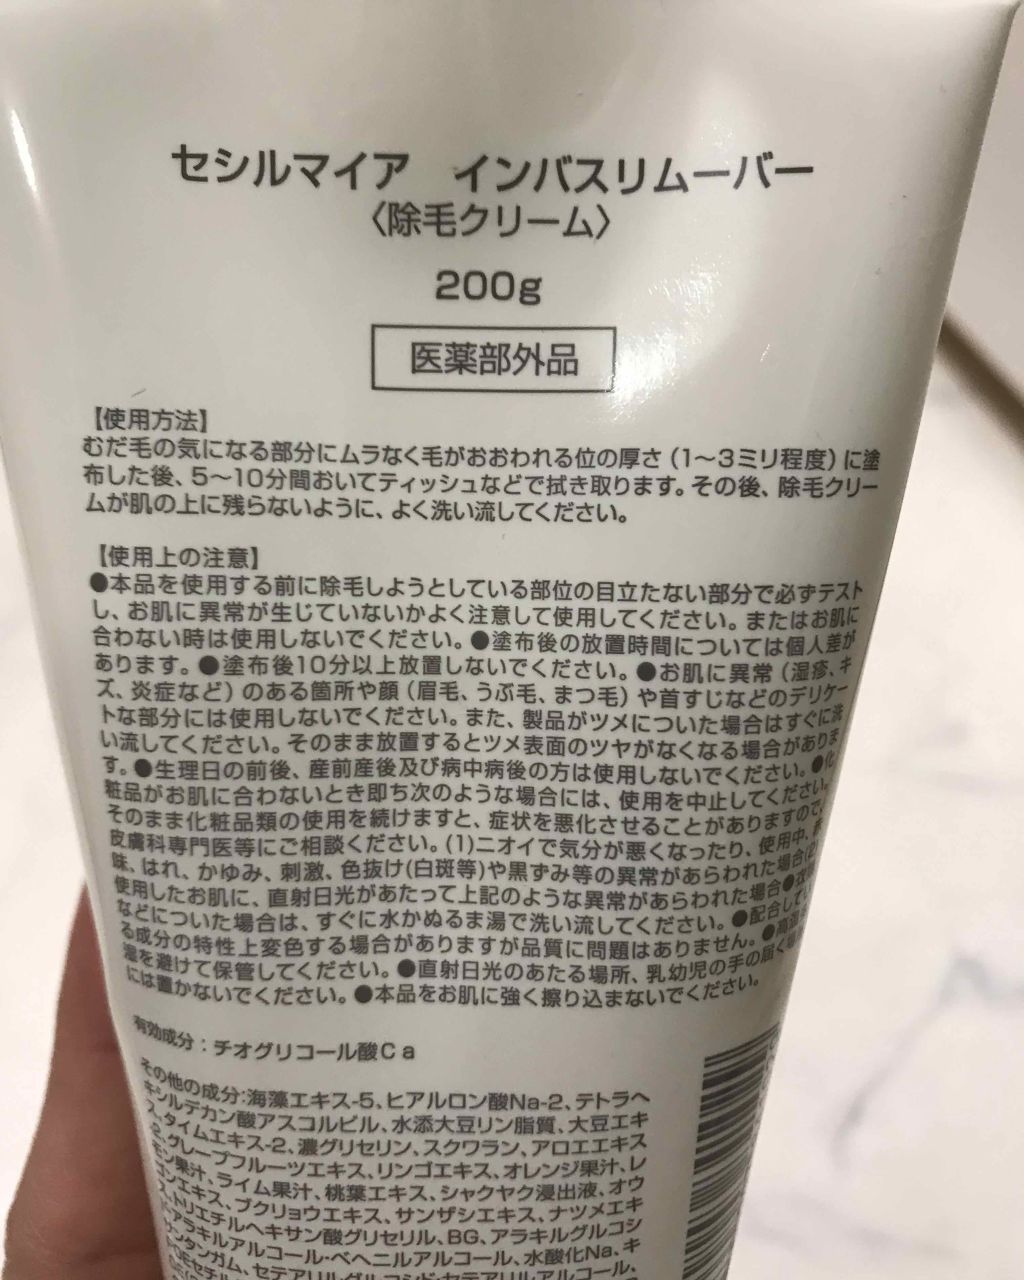 セシルマイア　インバスリムーバー
〈除毛クリーム〉
200g
医薬部外品
【使用方法】
むだ毛の気になる部分にムラなく毛がおおわれる位の厚さ（1〜3ミリ程度）に塗
布した後、5〜10分間おいてティッシュなどで拭き取ります。その後、除毛クリー
ムが肌の上に残らないように、よく洗い流してください。
【使用上の注意】
●本品を使用する前に除毛しようとしている部位の目立たない部分で必ずテスト
し、お肌に異常が生じていないかよく注意して使用してください。またはお肌に
合わない時は使用しないでください。●塗布後の放置時間については個人差が
あります。●塗布後10分以上放置しないでください。●お肌に異常（湿疹、キ
ズ、炎症など）のある箇所や顔（眉毛、うぶ毛、まつ毛）や首すじなどのデリケー
トな部分には使用しないでください。また、製品がツメについた場合はすぐに洗
い流してください。そのまま放置するとツメ表面のツヤがなくなる場合がありま
す。●生理日の前後、産前産後及び病中病後の方は使用しないでください。●化
粧品がお肌に合わないとき即ち次のような場合には、使用を中止してください。
そのまま化粧品類の使用を続けますと、症状を悪化させることがありますので、
皮膚科専門医等にご相談ください。(1)ニオイで気分が悪くなったり、使用中、
味、はれ、かゆみ、刺激、色抜け(白斑等)や黒ずみ等の異常があらわれた場合(2)
使用したお肌に、直射日光があたって上記のような異常があらわれた場合●
などについた場合は、すぐに水かぬるま湯で洗い流してください。●配合してい
る成分の特性上変色する場合がありますが品質に問題はありません。●高温
湿を避けて保管してください。●直射日光のあたる場所、乳幼児の手の届く場
には置かないでください。●本品をお肌に強く擦り込まないでください。
有効成分：チオグリコール酸Ca
その他の成分:海藻エキス-5、ヒアルロン酸Na-2、テトラヘ
キシルデカン酸アスコルビル、水添大豆リン脂質、大豆エキ
ス、タイムエキス-2、濃グリセリン、スクワラン、アロエエキス
-2、グレープフルーツエキス、リンゴエキス、オレンジ果汁、レ
モン果汁、ライム果汁、桃葉エキス、シャクヤク浸出液、オウ
ゴンエキス、ブクリョウエキス、サンザシエキス、ナツメエキ
ス、トリエチルヘキサン酸グリセリル、BG、アラキルグルコシ
ド・アラキルアルコール・ベヘニルアルコール、水酸化Na、キ
サンタンガム、セテアリルグルコシド・セテアリルアルコール、
POEセチル